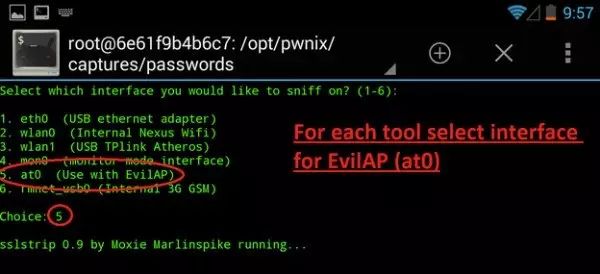 9:57
root@6e61f9b4b6c7: /opt/pwnix/
captures/passwords
Select which interface you would like to sniff on? (1-6):
1. eth0 (USB ethernet adapter)
2. wlan0 (Internal Nexus Wifi)
3. wlan1 (USB TPlink Atheros)
4. mon0 (monitor mode interface)
5. at0 (Use with EvilAP)
6. rmnet_usb0 (Internal 3G GSM)
Choice: 5
sslstrip 0.9 by Moxie Marlinspike running...
For each tool select interface
for EvilAP (at0)